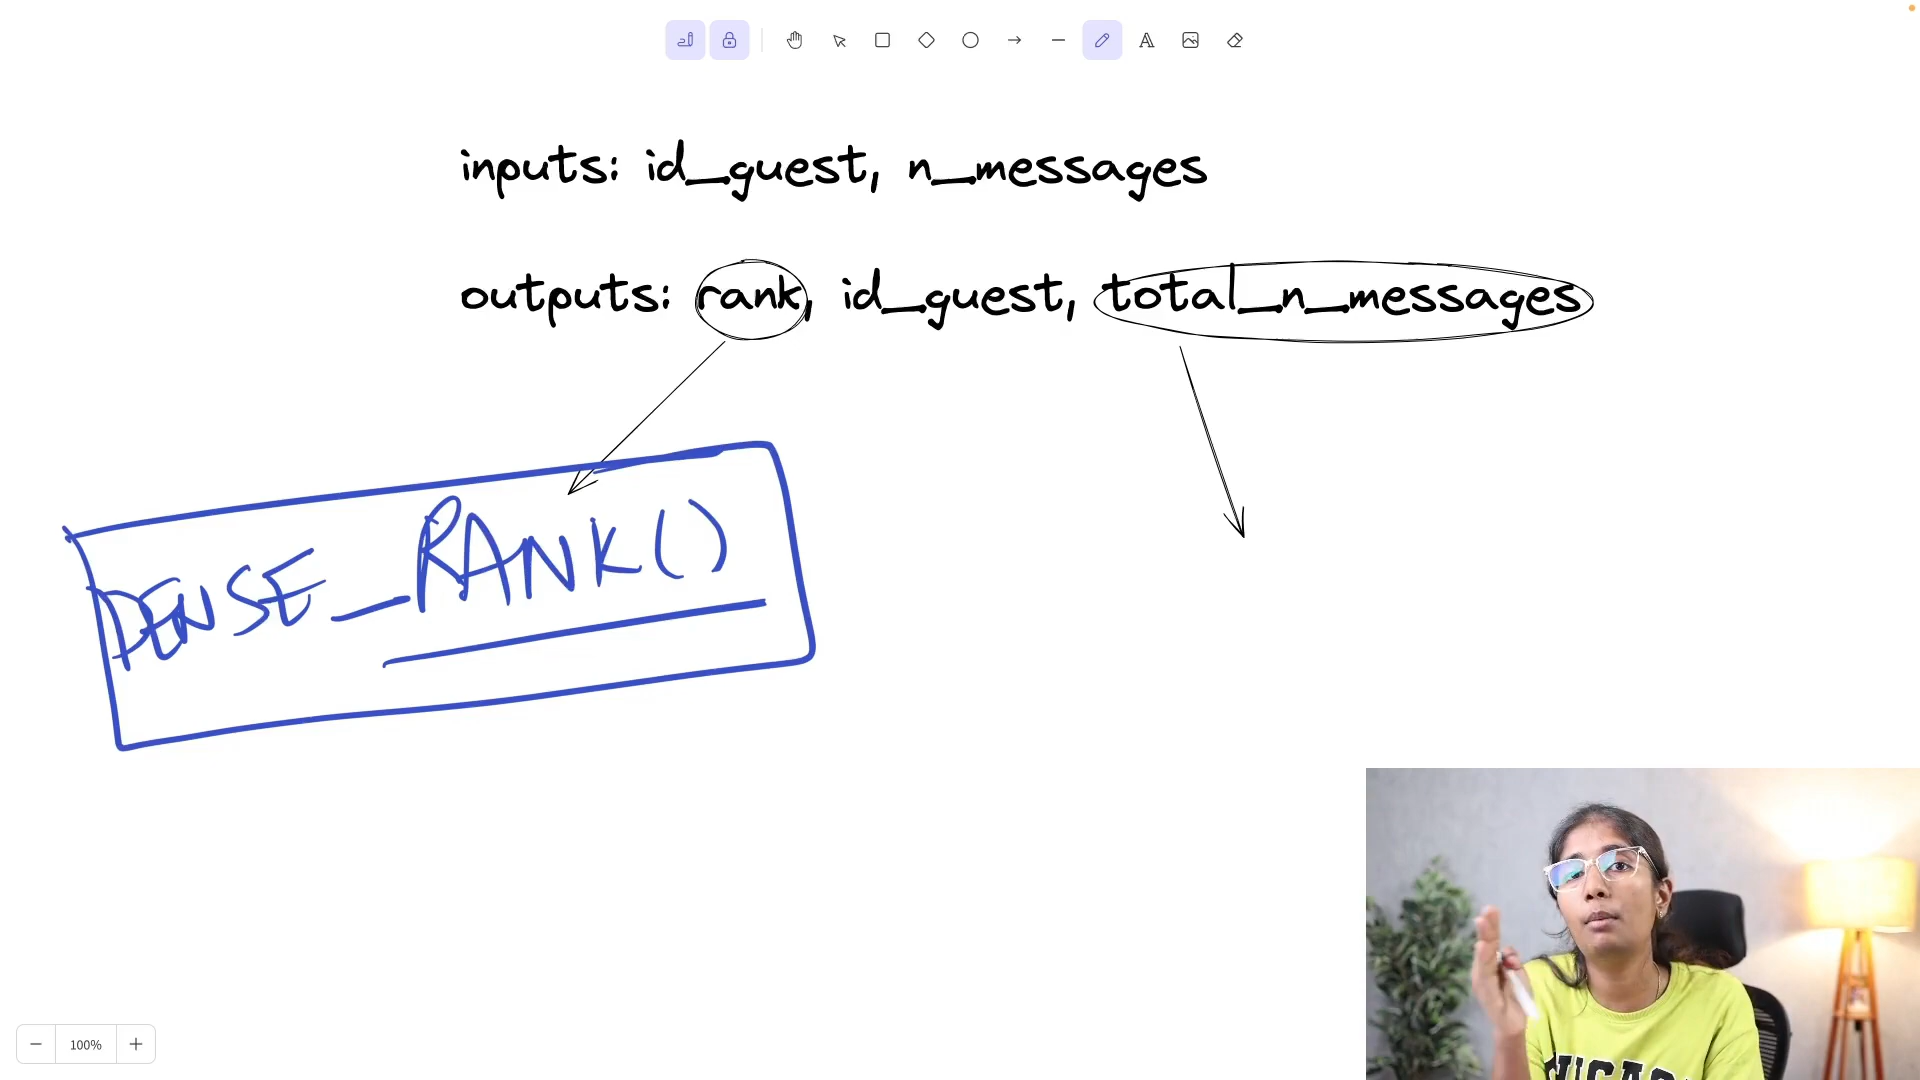 inputs: id_guest, n_messages
outputs: rank, id_guest, total_n_messages
DENSE_RANK()
100%